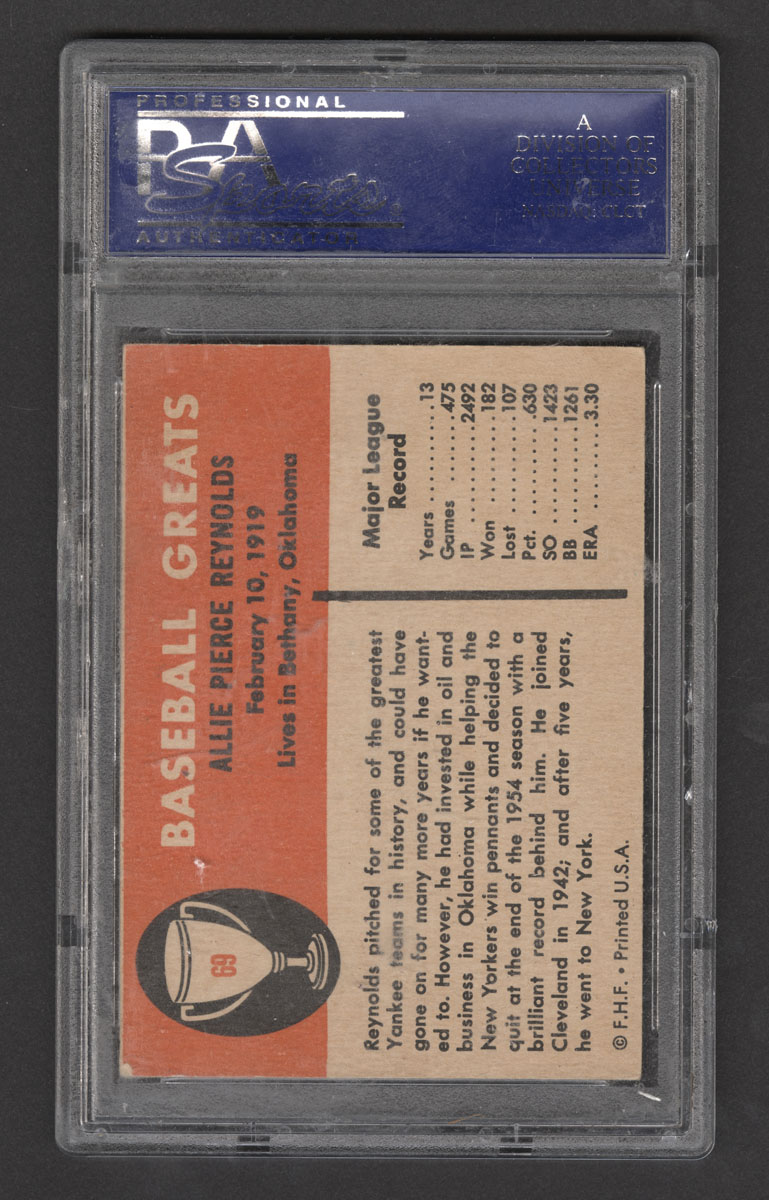 PROFESSIONAL
PSA
AUTHENTICATOR
A
DIVISION OF
COLLECTORS
UNIVERSE
NASDAQ: CLCT
BASEBALL GREATS
ALLIE PIERCE REYNOLDS
February 10, 1919
Lives in Bethany, Oklahoma
69
Reynolds pitched for some of the greatest
Yankee teams in history, and could have
gone on for many more years if he want-
ed to. However, he had invested in oil and
business in Oklahoma while helping the
New Yorkers win pennants and decided to
quit at the end of the 1954 season with a
brilliant record behind him. He joined
Cleveland in 1942; and after five years,
he went to New York.
© F.H.F. • Printed U.S.A.
Major League
Record
Years ............ 13
Games ....... 475
IP ............. 2492
Won .......... 182
Lost ........... 107
Pct. ........... .630
SO ............ 1423
BB ............ 1261
ERA .......... 3.30